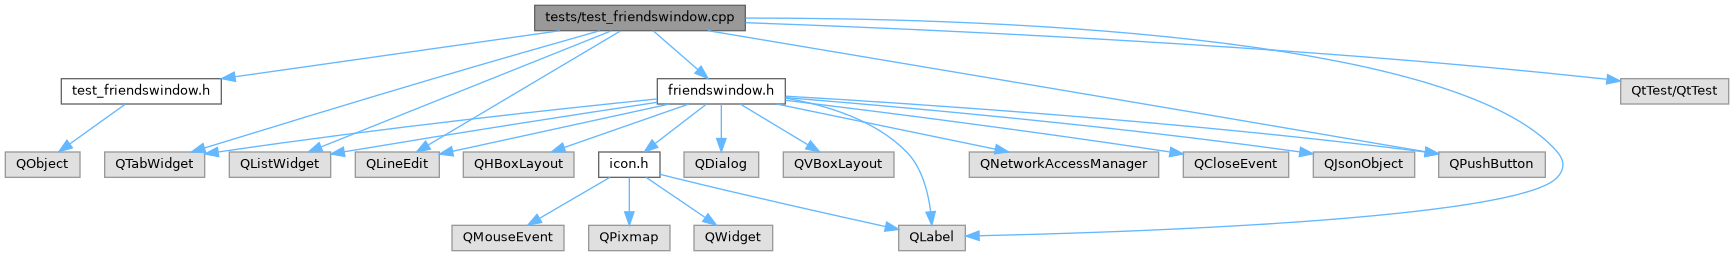 tests/test_friendswindow.cpp
test_friendswindow.h
friendswindow.h
QtTest/QtTest
QObject
QTabWidget
QListWidget
QLineEdit
QHBoxLayout
icon.h
QDialog
QVBoxLayout
QNetworkAccessManager
QCloseEvent
QJsonObject
QPushButton
QMouseEvent
QPixmap
QWidget
QLabel